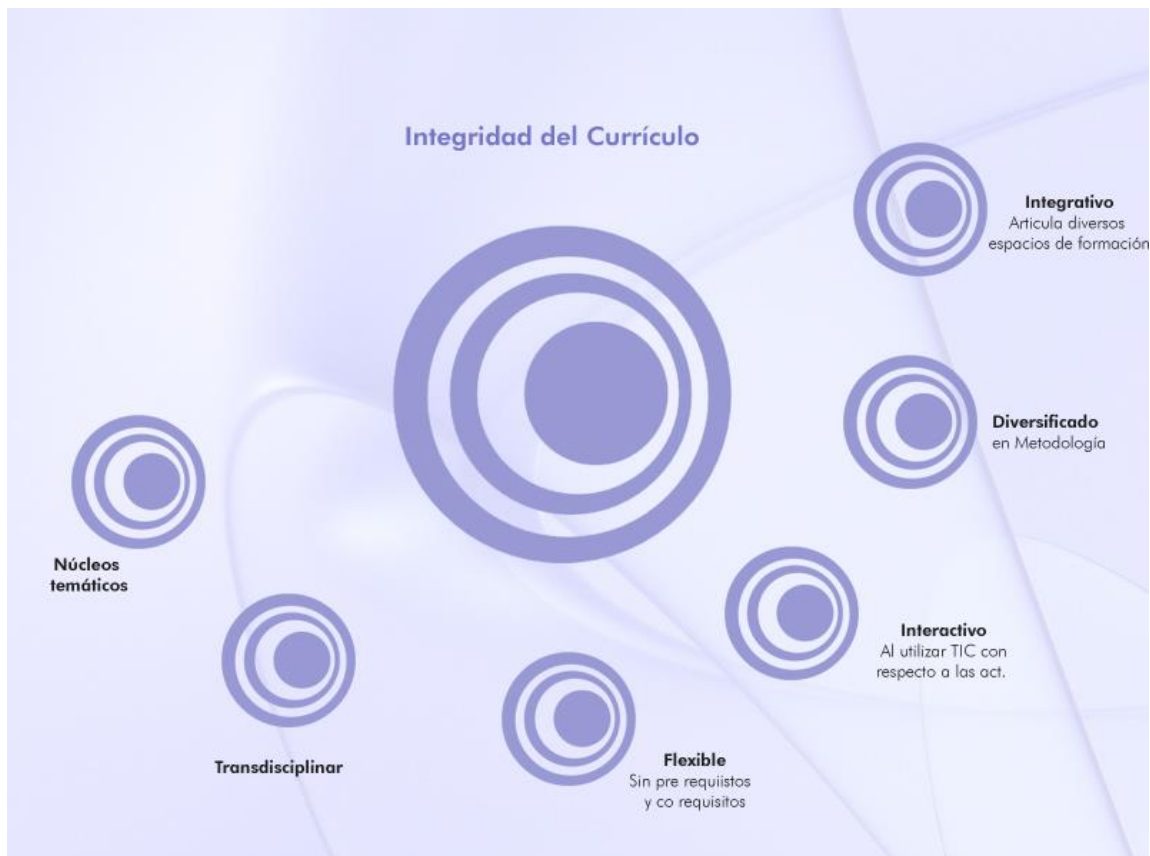 Integridad del Currículo
Integrativo
Articula diversos
espacios de formación
Diversificado
en Metodología
Interactivo
Al utilizar TIC con
respecto a las act.
Flexible
Sin pre requiistos
y co requisitos
Transdisciplinar
Núcleos
temáticos